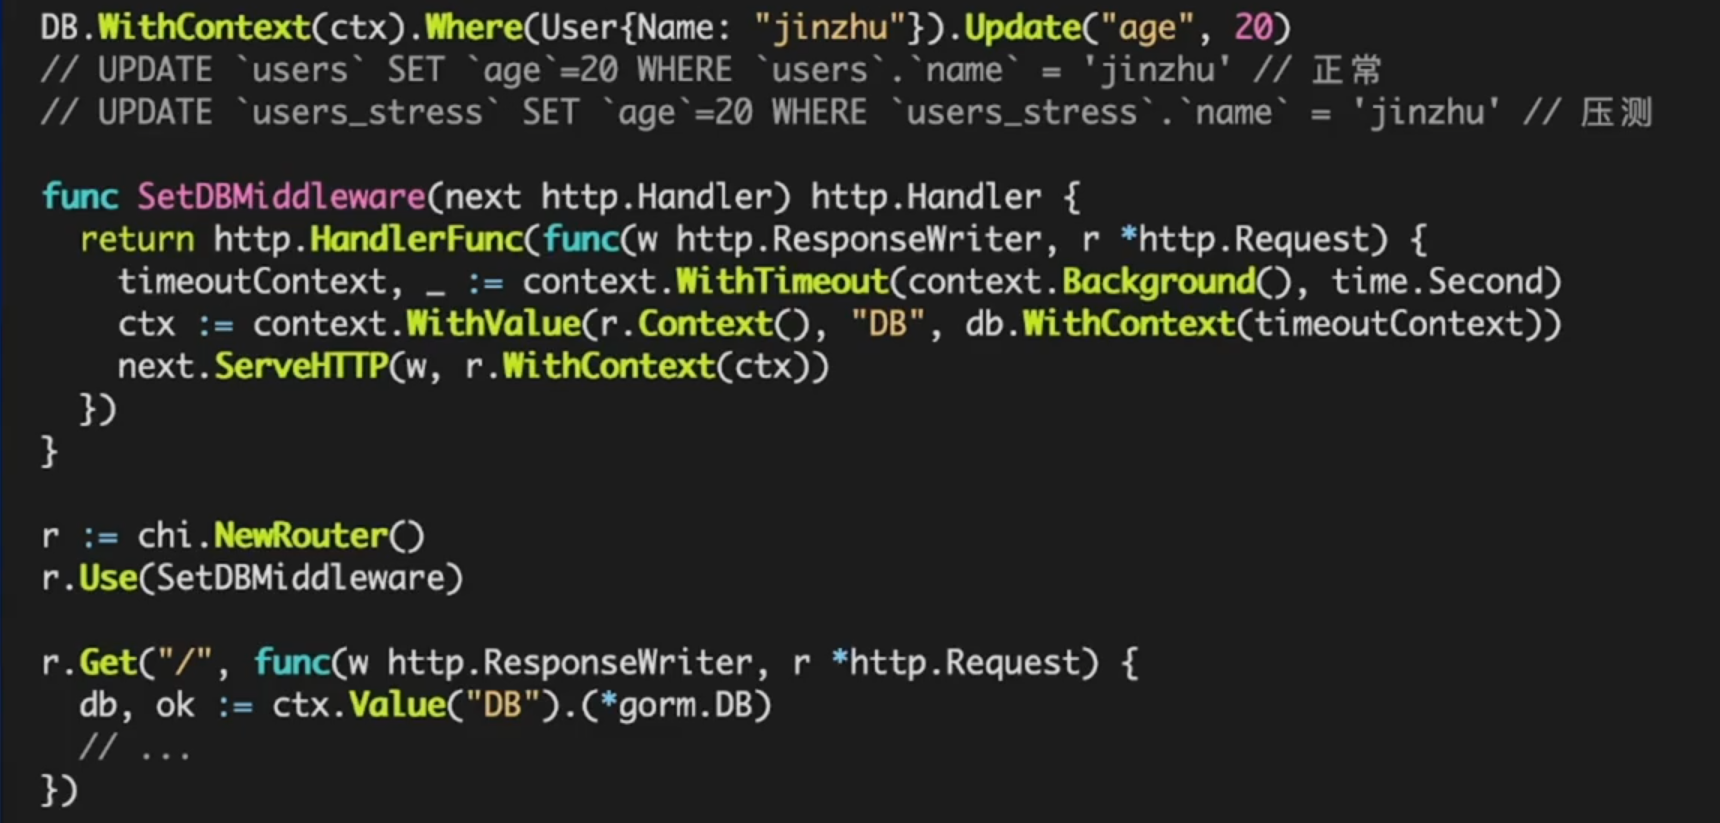 DB.WithContext(ctx).Where(User{Name: "jinzhu"}).Update("age", 20)
// UPDATE `users` SET `age`=20 WHERE `users`.`name` = 'jinzhu' // 正常
// UPDATE `users_stress` SET `age`=20 WHERE `users_stress`.`name` = 'jinzhu' // 压测
func SetDBMiddleware(next http.Handler) http.Handler {
  return http.HandlerFunc(func(w http.ResponseWriter, r *http.Request) {
    timeoutContext, _ := context.WithTimeout(context.Background(), time.Second)
    ctx := context.WithValue(r.Context(), "DB", db.WithContext(timeoutContext))
    next.ServeHTTP(w, r.WithContext(ctx))
  })
}
r := chi.NewRouter()
r.Use(SetDBMiddleware)
r.Get("/", func(w http.ResponseWriter, r *http.Request) {
  db, ok := ctx.Value("DB").(*gorm.DB)
  // ...
})